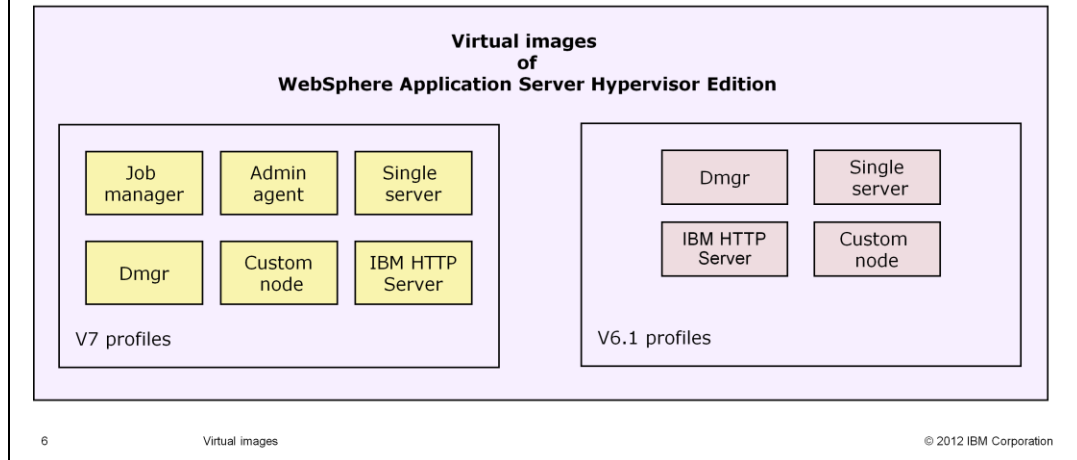 Virtual images
of
WebSphere Application Server Hypervisor Edition
Job
manager
Admin
agent
Single
server
Dmgr
Custom
node
IBM HTTP
Server
V7 profiles
Dmgr
Single
server
IBM HTTP
Server
Custom
node
V6.1 profiles
6
Virtual images
© 2012 IBM Corporation